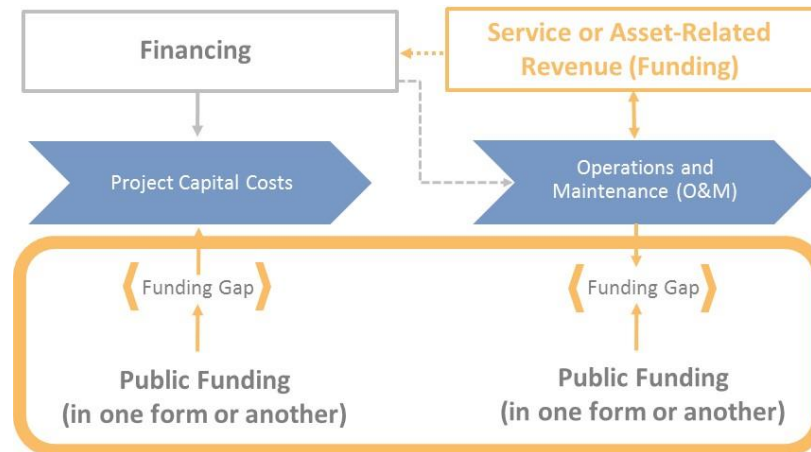 Financing
Service or Asset-Related
Revenue (Funding)
Project Capital Costs
Operations and
Maintenance (O&M)
Funding Gap
Funding Gap
Public Funding
(in one form or another)
Public Funding
(in one form or another)